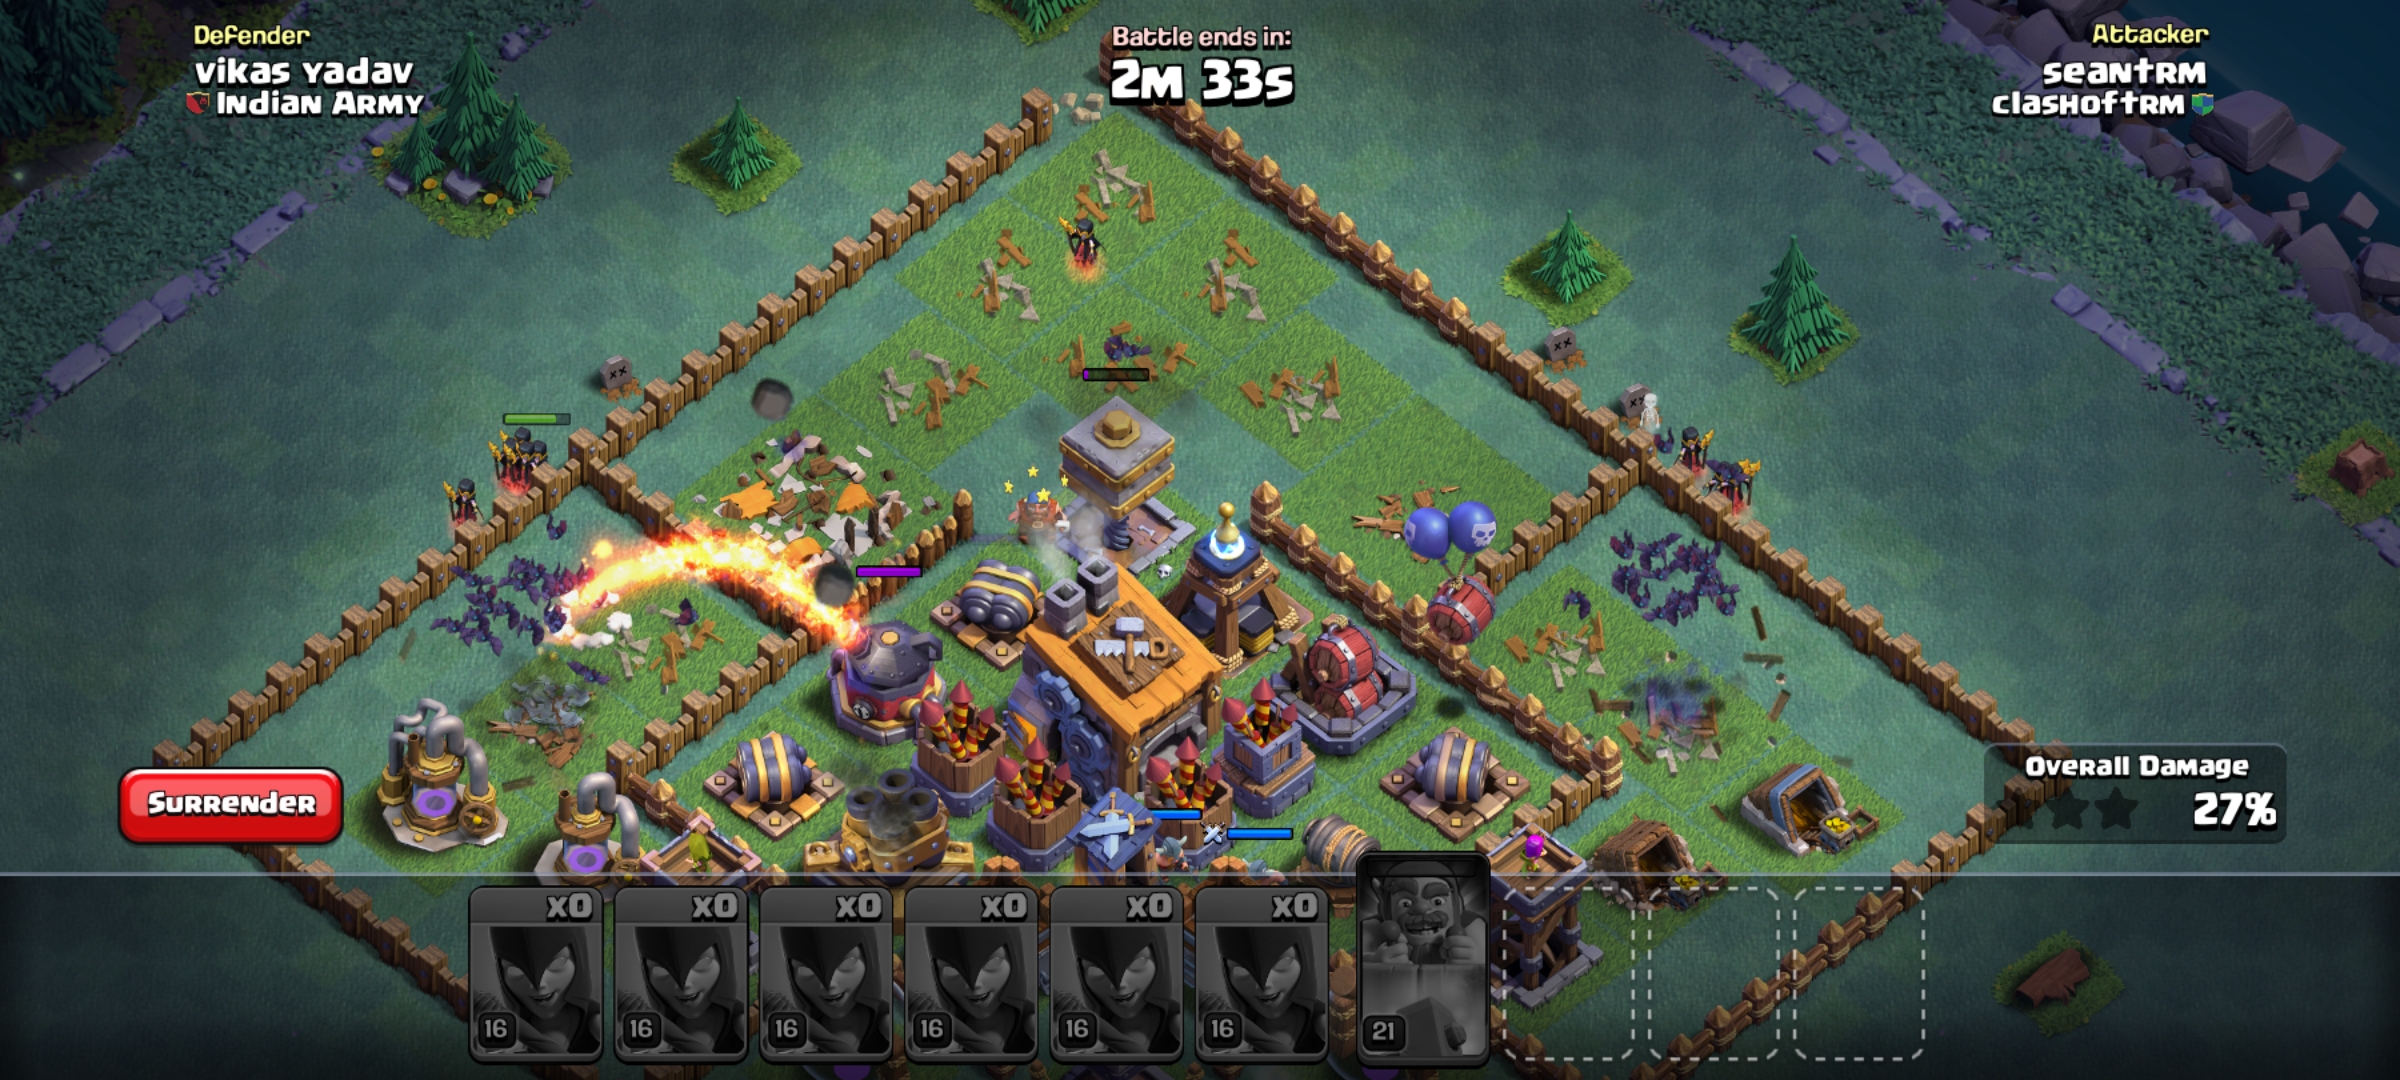 Defender
vikas yadav
Indian Army
Battle ends in:
2m 33s
Attacker
seantrm
clashoftrm
Surrender
Overall Damage
27%
x0
x0
x0
x0
x0
x0
16
16
16
16
16
16
21